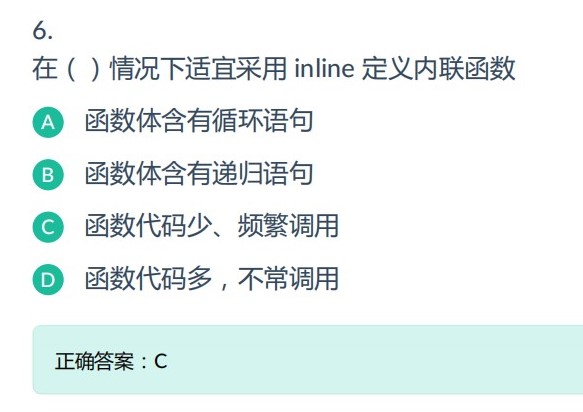 6.
在（ ）情况下适宜采用 inline 定义内联函数
A 函数体含有循环语句
B 函数体含有递归语句
C 函数代码少、频繁调用
D 函数代码多，不常调用
正确答案：C